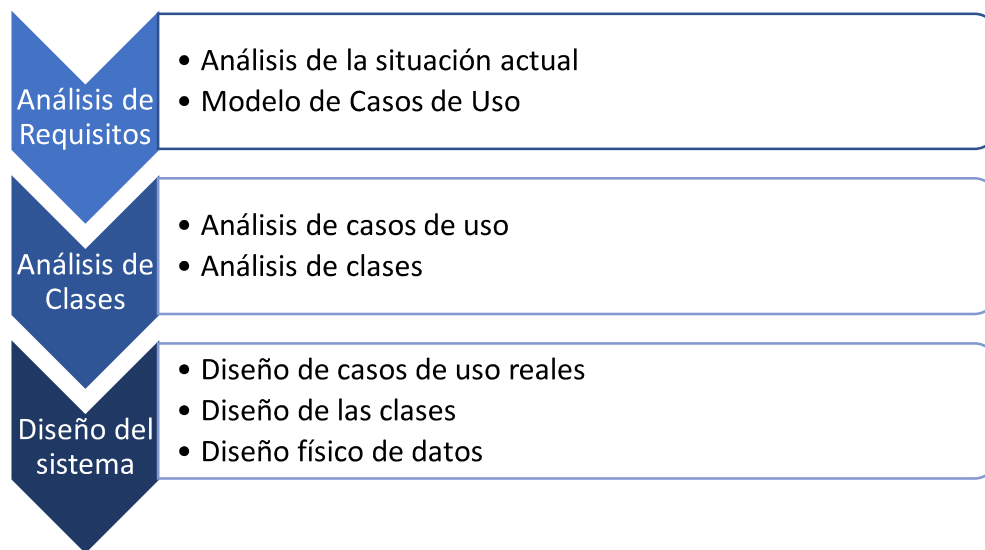 Análisis de
Requisitos
• Análisis de la situación actual
• Modelo de Casos de Uso
Análisis de
Clases
• Análisis de casos de uso
• Análisis de clases
Diseño del
sistema
• Diseño de casos de uso reales
• Diseño de las clases
• Diseño físico de datos